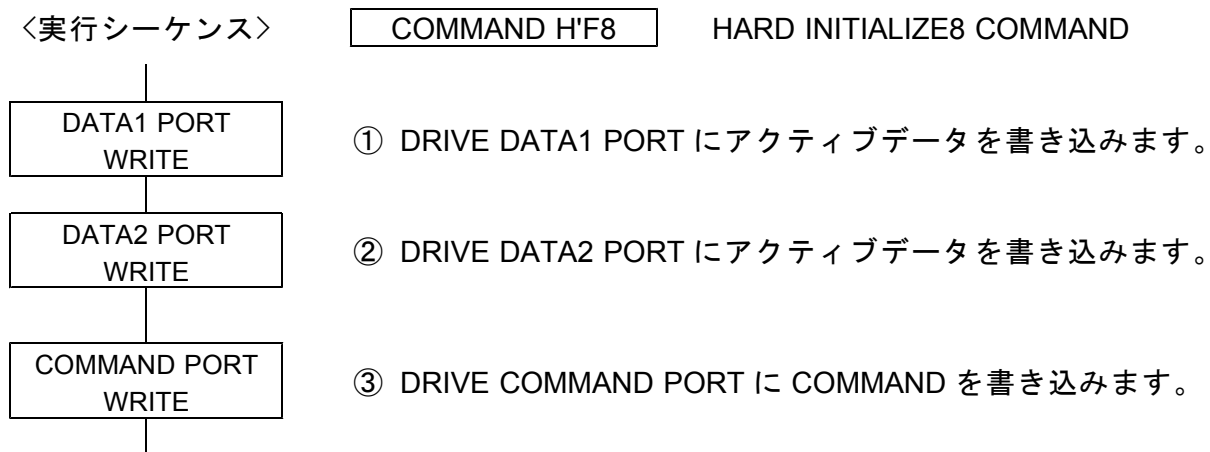 〈実行シーケンス〉 COMMAND H'F8 HARD INITIALIZE8 COMMAND
DATA1 PORT
WRITE
① DRIVE DATA1 PORT にアクティブデータを書き込みます。
DATA2 PORT
WRITE
② DRIVE DATA2 PORT にアクティブデータを書き込みます。
COMMAND PORT
WRITE
③ DRIVE COMMAND PORT に COMMAND を書き込みます。